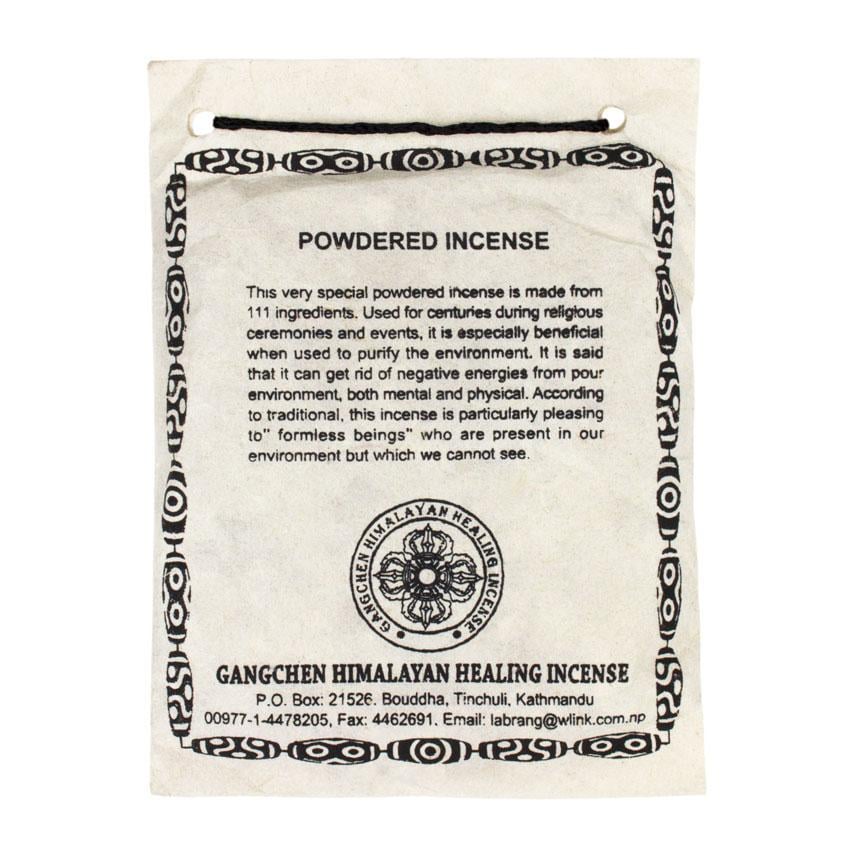 POWDERED INCENSE
This very special powdered incense is made from
111 ingredients. Used for centuries during religious
ceremonies and events, it is especially beneficial
when used to purify the environment. It is said
that it can get rid of negative energies from pour
environment, both mental and physical. According
to traditional, this incense is particularly pleasing
to" formless beings" who are present in our
environment but which we cannot see.
GANGCHEN HIMALAYAN HEALING INCENSE
GANGCHEN HIMALAYAN HEALING INCENSE
P.O. Box: 21526. Bouddha, Tinchuli, Kathmandu
00977-1-4478205, Fax: 4462691. Email: labrang@wlink.com.np